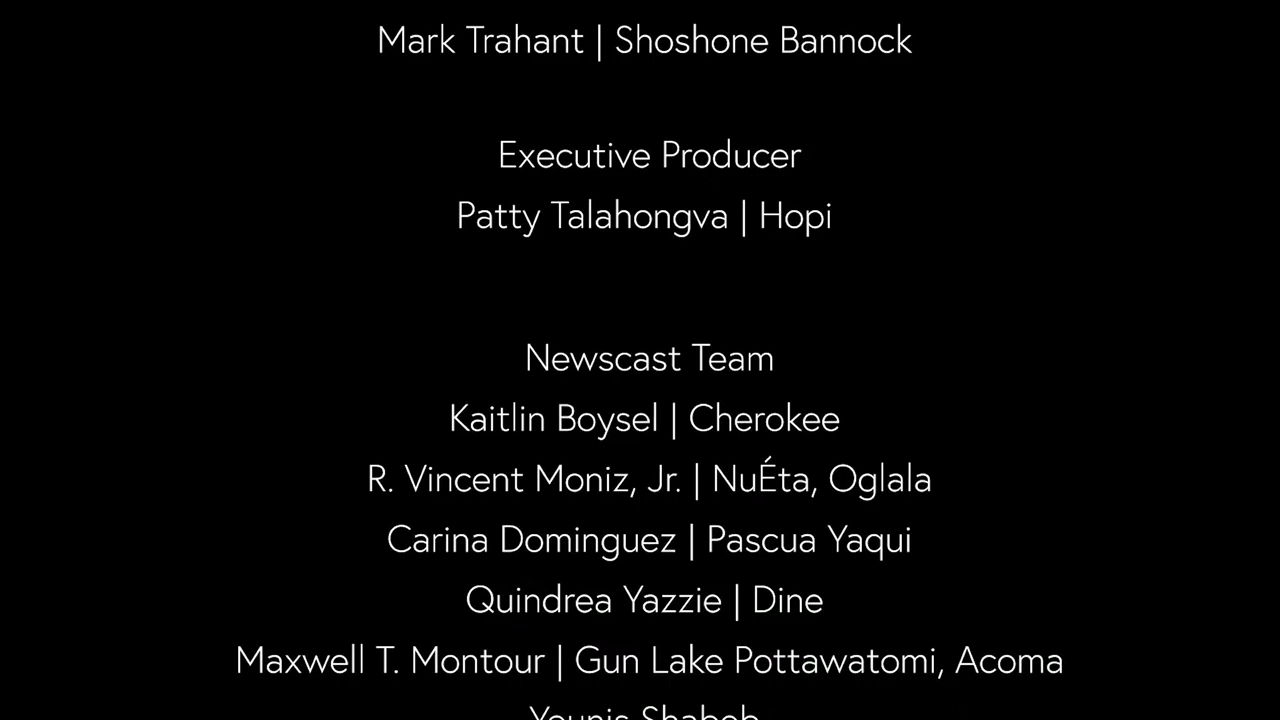 Mark Trahant | Shoshone Bannock
Executive Producer
Patty Talahongva | Hopi
Newscast Team
Kaitlin Boysel | Cherokee
R. Vincent Moniz, Jr. | NuÉta, Oglala
Carina Dominguez | Pascua Yaqui
Quindrea Yazzie | Dine
Maxwell T. Montour | Gun Lake Pottawatomi, Acoma